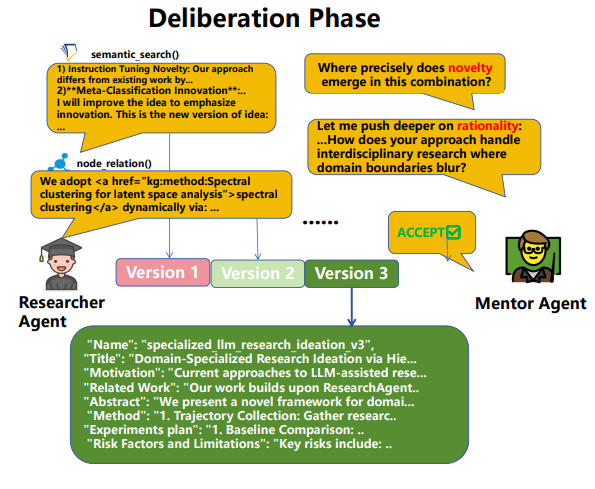 Deliberation Phase
semantic_search()
1) Instruction Tuning Novelty: Our approach
differs from existing work by...
2)**Meta-Classification Innovation**:..
I will improve the idea to emphasize
innovation. This is the new version of idea:
...
Where precisely does novelty
emerge in this combination?
Let me push deeper on rationality:
...How does your approach handle
interdisciplinary research where
domain boundaries blur?
node_relation()
We adopt <a href="kg:method:Spectral
clustering for latent space analysis">spectral
clustering</a> dynamically via: ...
......
ACCEPT
Researcher
Agent
Version 1
Version 2
Version 3
Mentor Agent
"Name": "specialized_llm_research_ideation_v3",
"Title": "Domain-Specialized Research Ideation via Hie...
"Motivation": "Current approaches to LLM-assisted rese...
"Related Work": "Our work builds upon ResearchAgent..
"Abstract": "We present a novel framework for domai...
"Method": "1. Trajectory Collection: Gather researc..
"Experiments plan": "1. Baseline Comparison: ..
"Risk Factors and Limitations": "Key risks include: ..